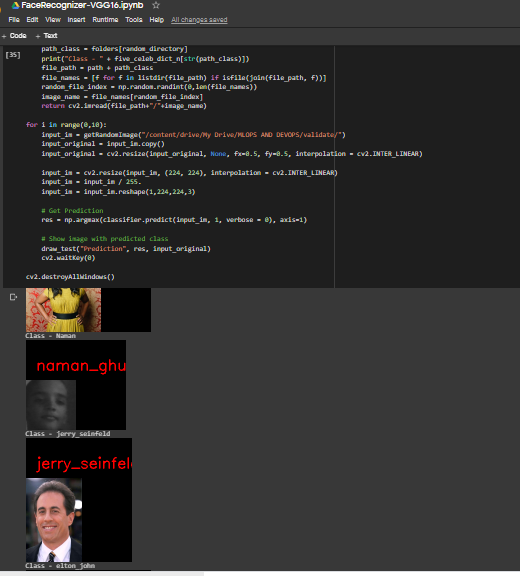 FaceRecognizer-VGG16.ipynb
File Edit View Insert Runtime Tools Help All changes saved
+ Code + Text
[35]
path_class = folders[random_directory]
print("Class - " + five_celeb_dict_n[str(path_class)])
file_path = path + path_class
file_names = [f for f in listdir(file_path) if isfile(join(file_path, f))]
random_file_index = np.random.randint(0,len(file_names))
image_name = file_names[random_file_index]
return cv2.imread(file_path+"/"+image_name)
for i in range(0,10):
input_im = getRandomImage("/content/drive/My Drive/MLOPS AND DEVOPS/validate/")
input_original = input_im.copy()
input_original = cv2.resize(input_original, None, fx=0.5, fy=0.5, interpolation = cv2.INTER_LINEAR)
input_im = cv2.resize(input_im, (224, 224), interpolation = cv2.INTER_LINEAR)
input_im = input_im / 255.
input_im = input_im.reshape(1,224,224,3)
# Get Prediction
res = np.argmax(classifier.predict(input_im, 1, verbose = 0), axis=1)
# Show image with predicted class
draw_test("Prediction", res, input_original)
cv2.waitKey(0)
cv2.destroyAllWindows()
Class - Naman
naman_ghu
Class - jerry_seinfeld
jerry_seinfel
Class - elton_john